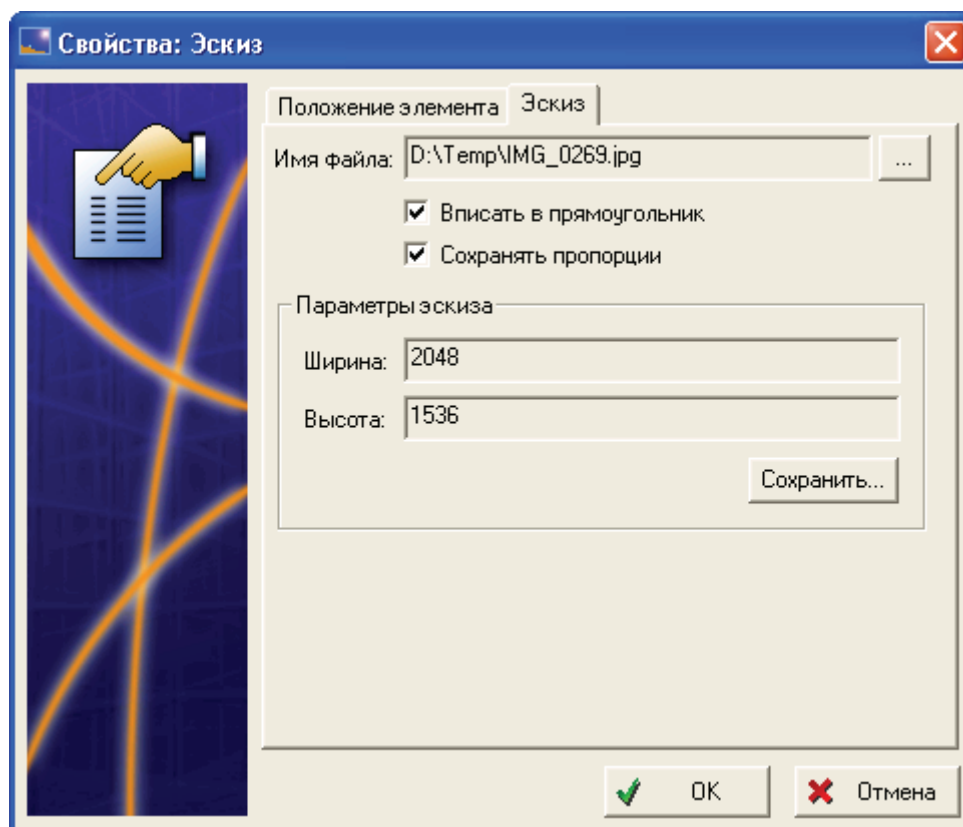 Свойства: Эскиз
Положение элемента Эскиз
Имя файла: D:\Temp\IMG_0269.jpg ...
Вписать в прямоугольник
Сохранять пропорции
Параметры эскиза
Ширина: 2048
Высота: 1536
Сохранить...
OK Отмена